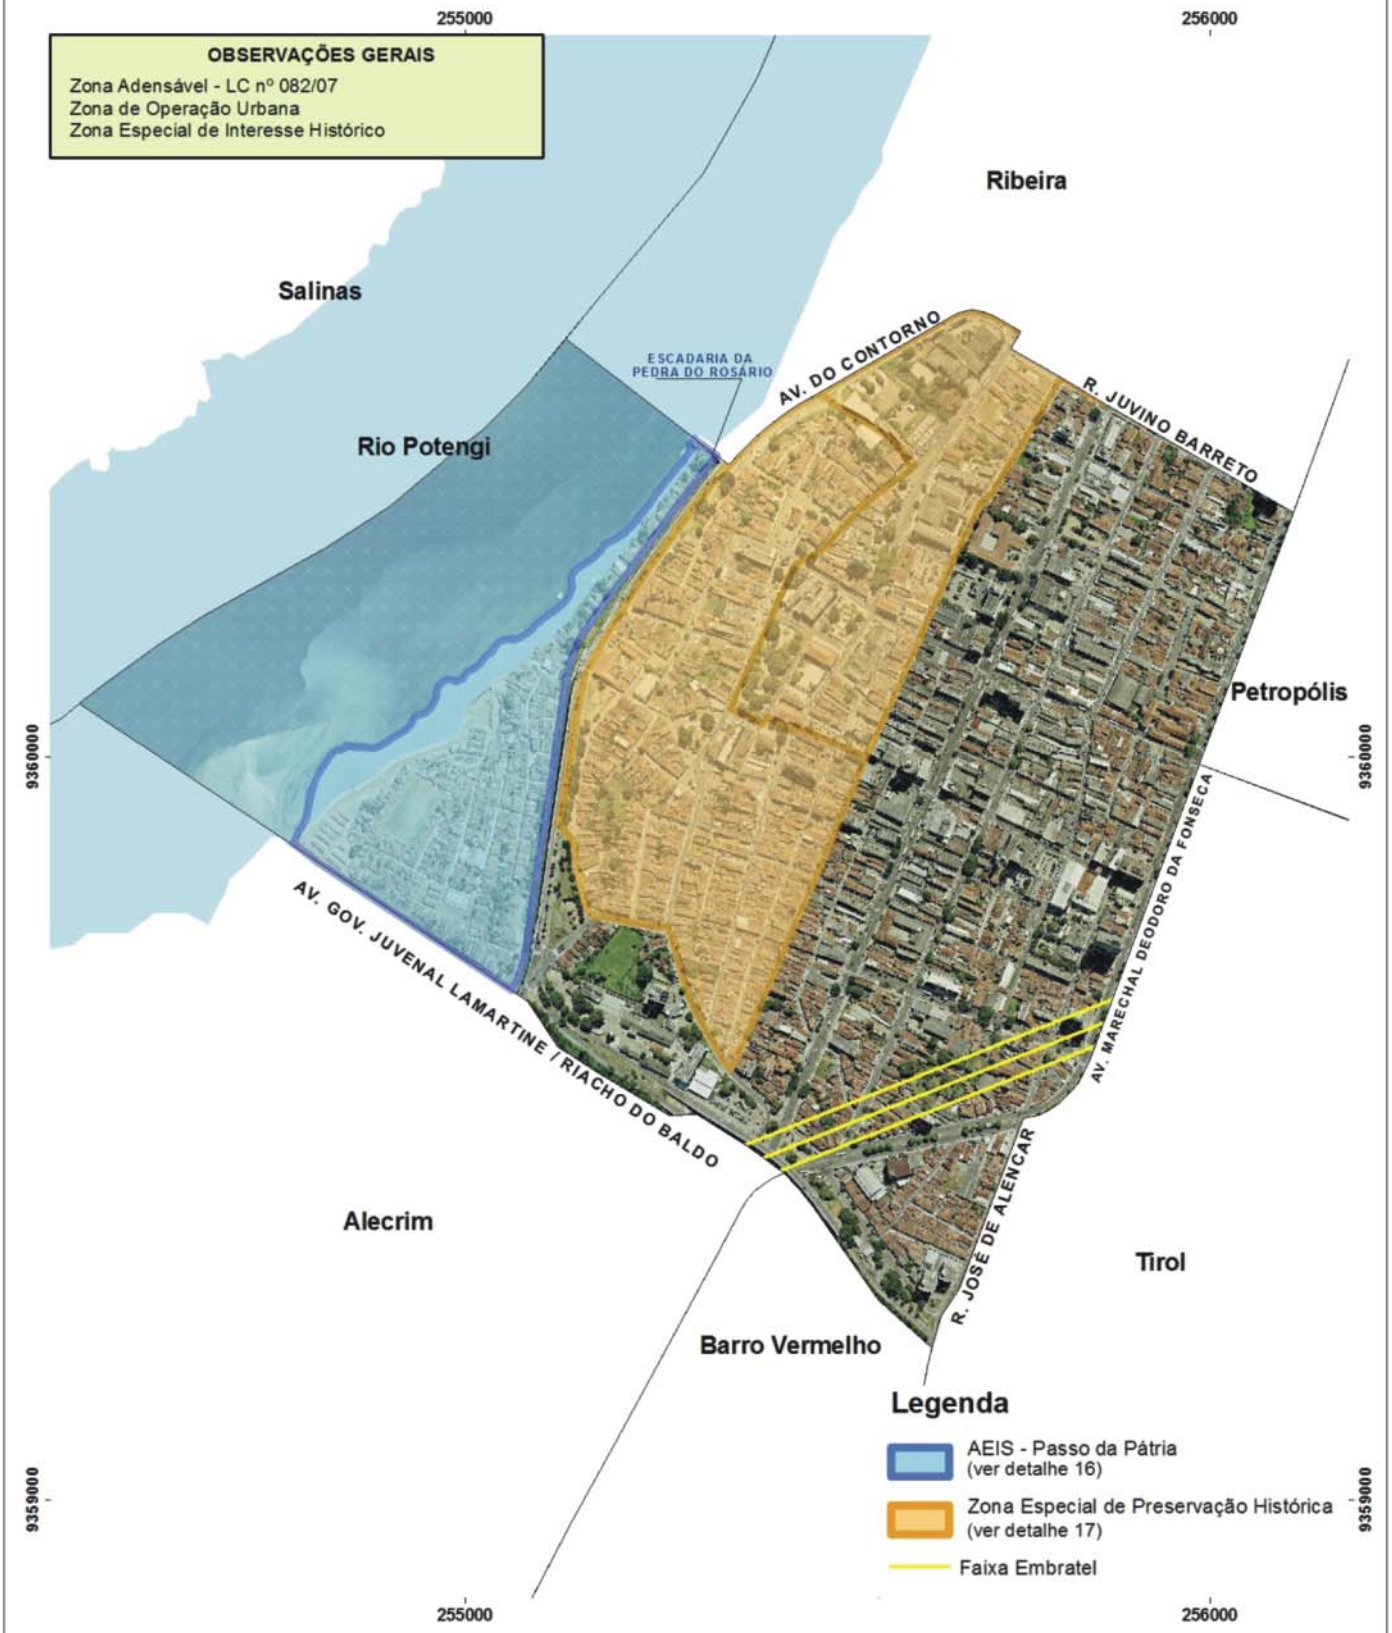 255000
256000
OBSERVAÇÕES GERAIS
Zona Adensável - LC nº 082/07
Zona de Operação Urbana
Zona Especial de Interesse Histórico
Ribeira
Salinas
ESCADARIA DA
PEDRA DO ROSÁRIO
AV. DO CONTORNO
R. JUVINO BARRETO
Rio Potengi
Petropólis
9360000
9360000
AV. MARECHAL DEODORO DA FONSECA
AV. GOV. JUVENAL LAMARTINE / RIACHO DO BALDO
R. JOSÉ DE ALENCAR
Alecrim
Tirol
Barro Vermelho
Legenda
AEIS - Passo da Pátria
(ver detalhe 16)
Zona Especial de Preservação Histórica
(ver detalhe 17)
Faixa Embratel
9359000
9359000
255000
256000